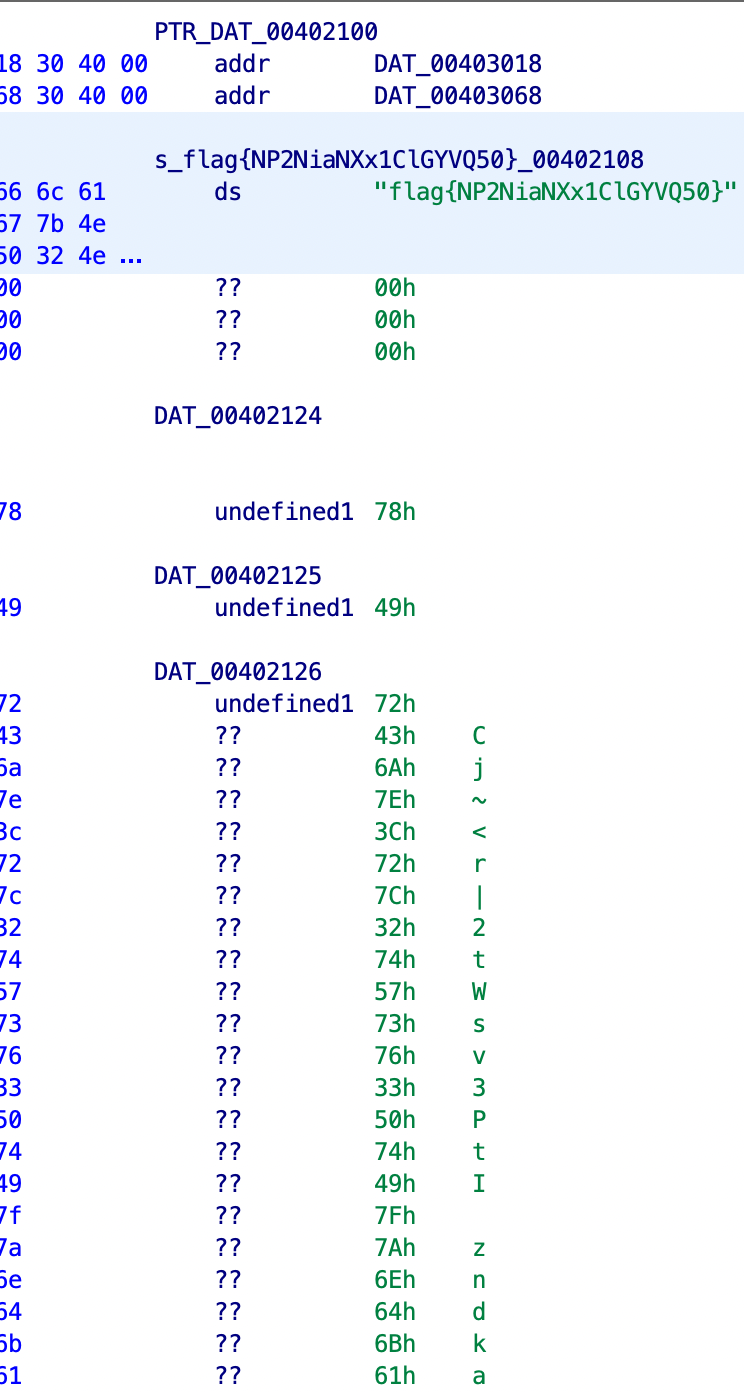 PTR_DAT_00402100
18 30 40 00 addr DAT_00403018
68 30 40 00 addr DAT_00403068
s_flag{NP2NiaNXx1ClGYVQ50}_00402108
66 6c 61 ds "flag{NP2NiaNXx1ClGYVQ50}"
67 7b 4e
50 32 4e ...
00 ?? 00h
00 ?? 00h
00 ?? 00h
DAT_00402124
78 undefined1 78h
DAT_00402125
49 undefined1 49h
DAT_00402126
72 undefined1 72h
43 ?? 43h C
6a ?? 6Ah j
7e ?? 7Eh ~
3c ?? 3Ch <
72 ?? 72h r
7c ?? 7Ch |
32 ?? 32h 2
74 ?? 74h t
57 ?? 57h W
73 ?? 73h s
76 ?? 76h v
33 ?? 33h 3
50 ?? 50h P
74 ?? 74h t
49 ?? 49h I
7f ?? 7Fh
7a ?? 7Ah z
6e ?? 6Eh n
64 ?? 64h d
6b ?? 6Bh k
61 ?? 61h a